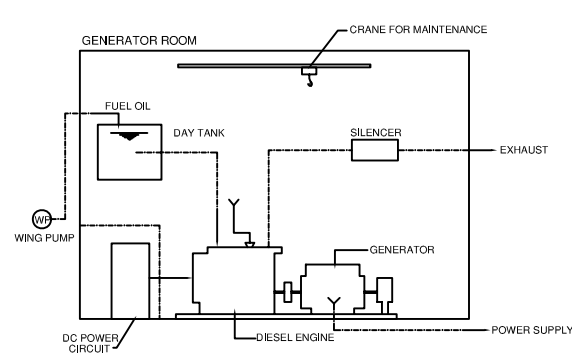 CRANE FOR MAINTENANCE
GENERATOR ROOM
FUEL OIL
DAY TANK
SILENCER
EXHAUST
WP
WING PUMP
GENERATOR
POWER SUPPLY
DIESEL ENGINE
DC POWER
CIRCUIT